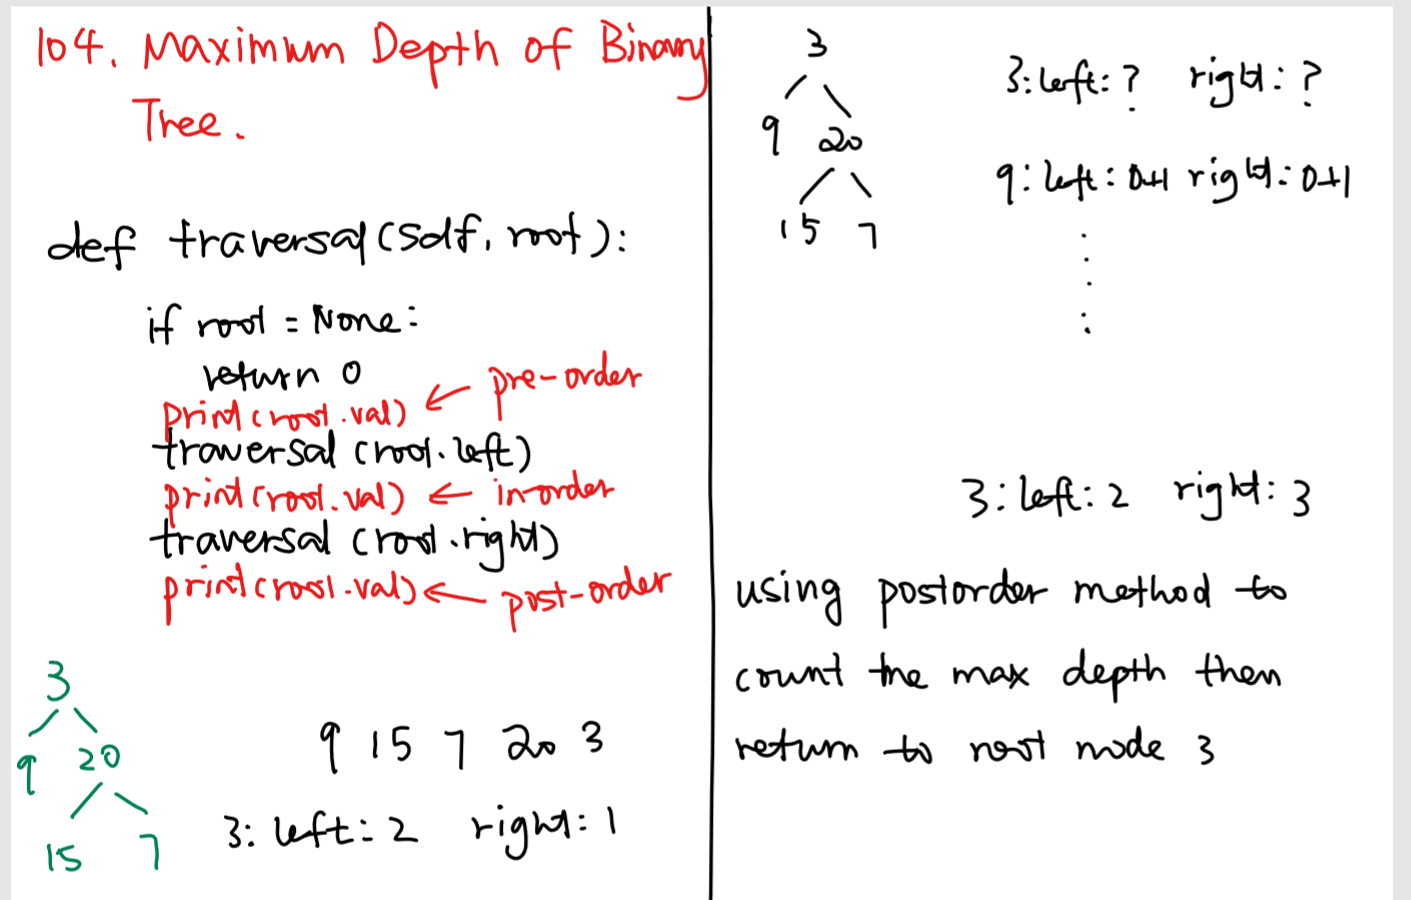 104. Maximum Depth of Binary
Tree.
def traversal(self, root):
if root = None:
return 0
print(root.val) ← pre-order
traversal (root.left)
print(root.val) ← in-order
traversal (root.right)
print(root.val) ← post-order
3
9 20
15 7
9 15 7 20 3
3: left: 2 right: 1
3
9 20
15 7
3: left: ? right: ?
9: left: 0+1 right: 0+1
3: left: 2 right: 3
using postorder method to
count the max depth then
return to root node 3